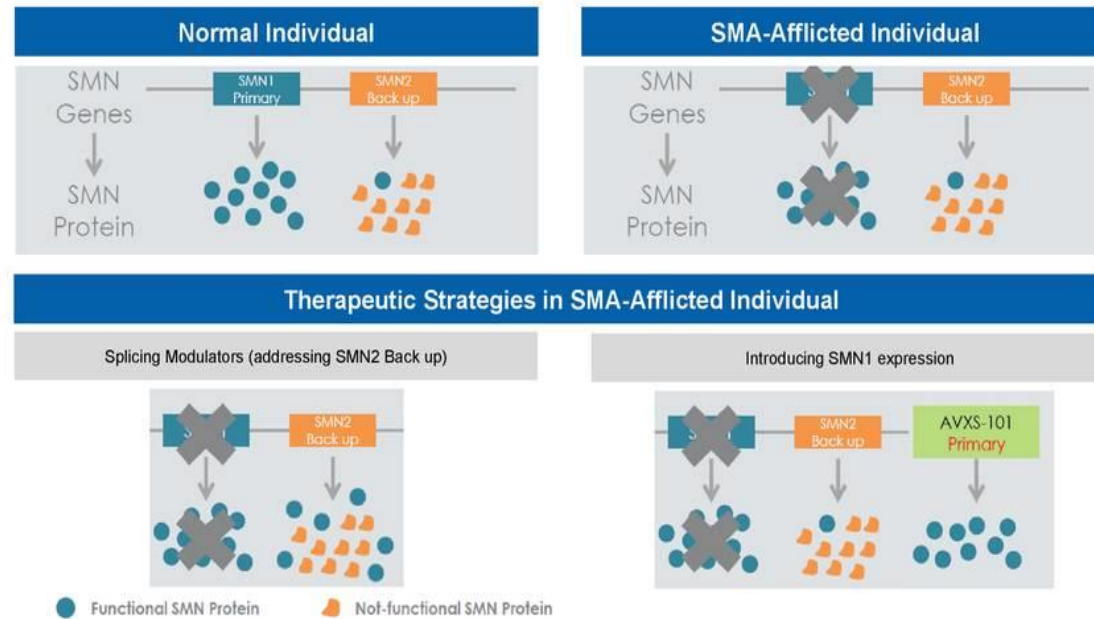 Normal Individual
SMN
Genes
SMN
Protein
SMN1
Primary
SMN2
Back up
SMA-Afflicted Individual
SMN
Genes
SMN
Protein
SMN2
Back up
Therapeutic Strategies in SMA-Afflicted Individual
Splicing Modulators (addressing SMN2 Back up)
SMN2
Back up
Introducing SMN1 expression
SMN2
Back up
AVXS-101
Primary
Functional SMN Protein
Not-functional SMN Protein